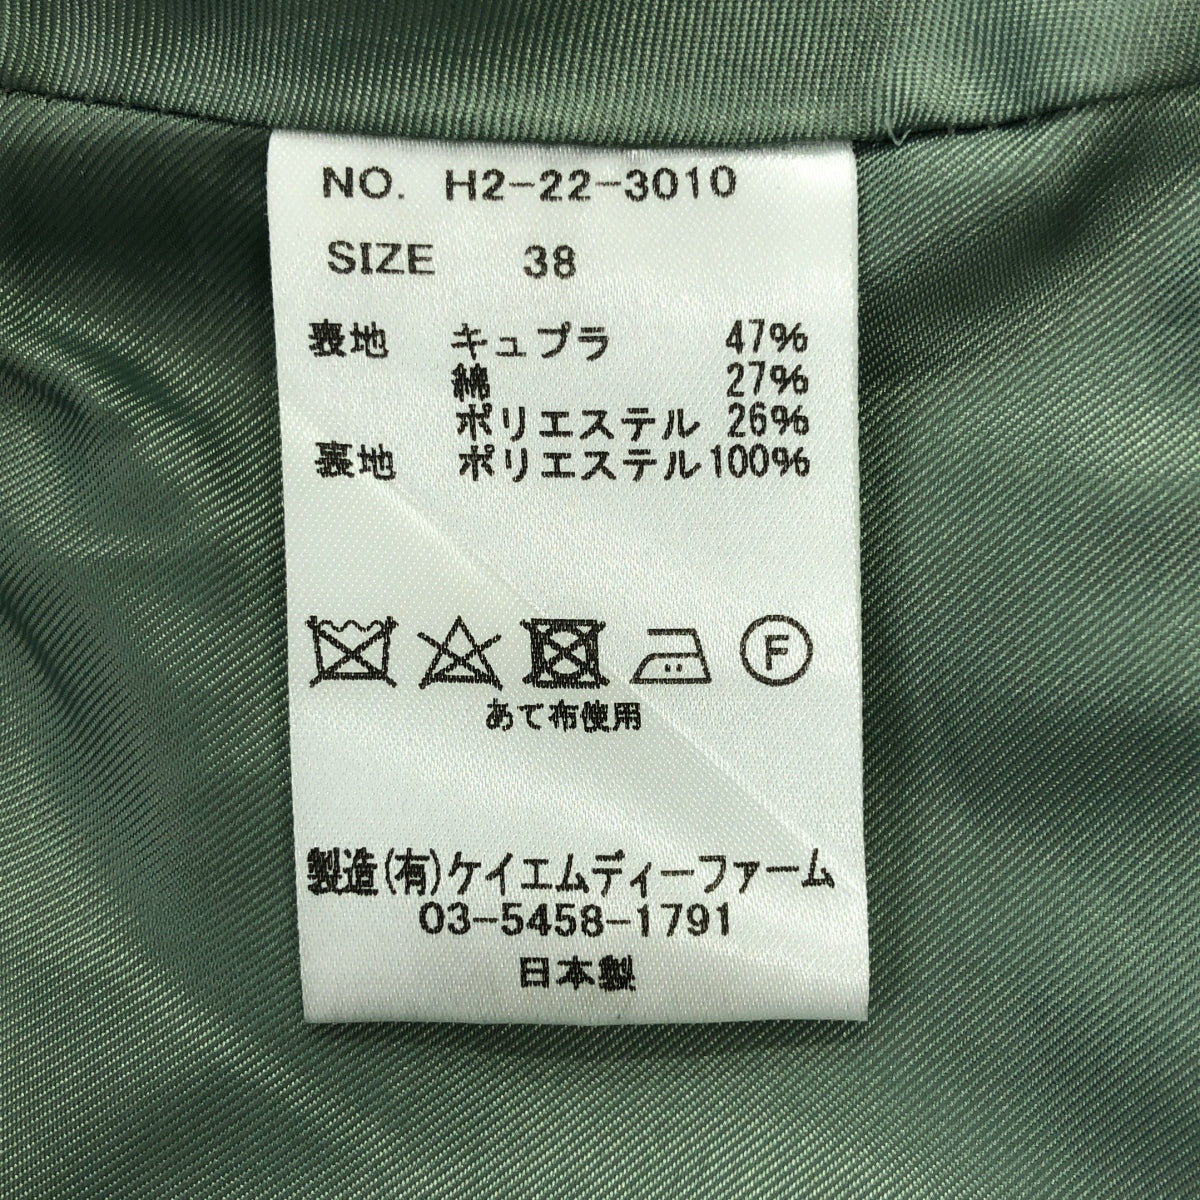 NO. H2-22-3010
SIZE 38
表地 キュプラ 47%
綿 27%
ポリエステル 26%
裏地 ポリエステル 100%
F
あて布使用
製造(有)ケイエムディーファーム
03-5458-1791
日本製